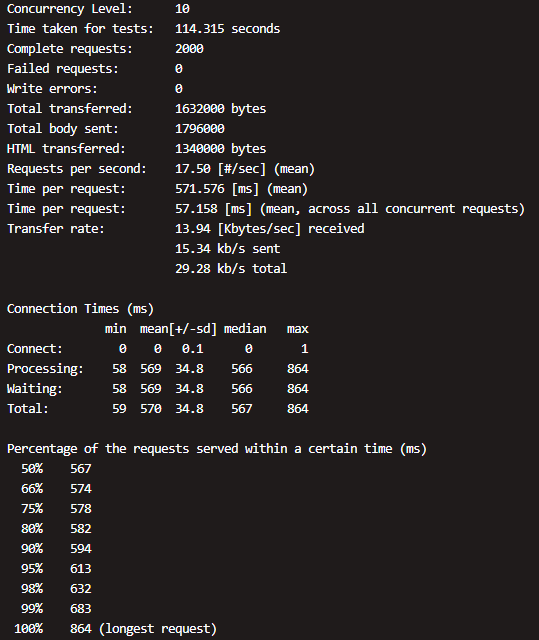 Concurrency Level:      10
Time taken for tests:   114.315 seconds
Complete requests:      2000
Failed requests:        0
Write errors:           0
Total transferred:      1632000 bytes
Total body sent:        1796000
HTML transferred:       1340000 bytes
Requests per second:    17.50 [#/sec] (mean)
Time per request:       571.576 [ms] (mean)
Time per request:       57.158 [ms] (mean, across all concurrent requests)
Transfer rate:          13.94 [Kbytes/sec] received
                        15.34 kb/s sent
                        29.28 kb/s total

Connection Times (ms)
              min  mean[+/-sd] median   max
Connect:        0    0   0.1      0       1
Processing:    58  569  34.8    566     864
Waiting:       58  569  34.8    566     864
Total:         59  570  34.8    567     864

Percentage of the requests served within a certain time (ms)
  50%    567
  66%    574
  75%    578
  80%    582
  90%    594
  95%    613
  98%    632
  99%    683
 100%    864 (longest request)